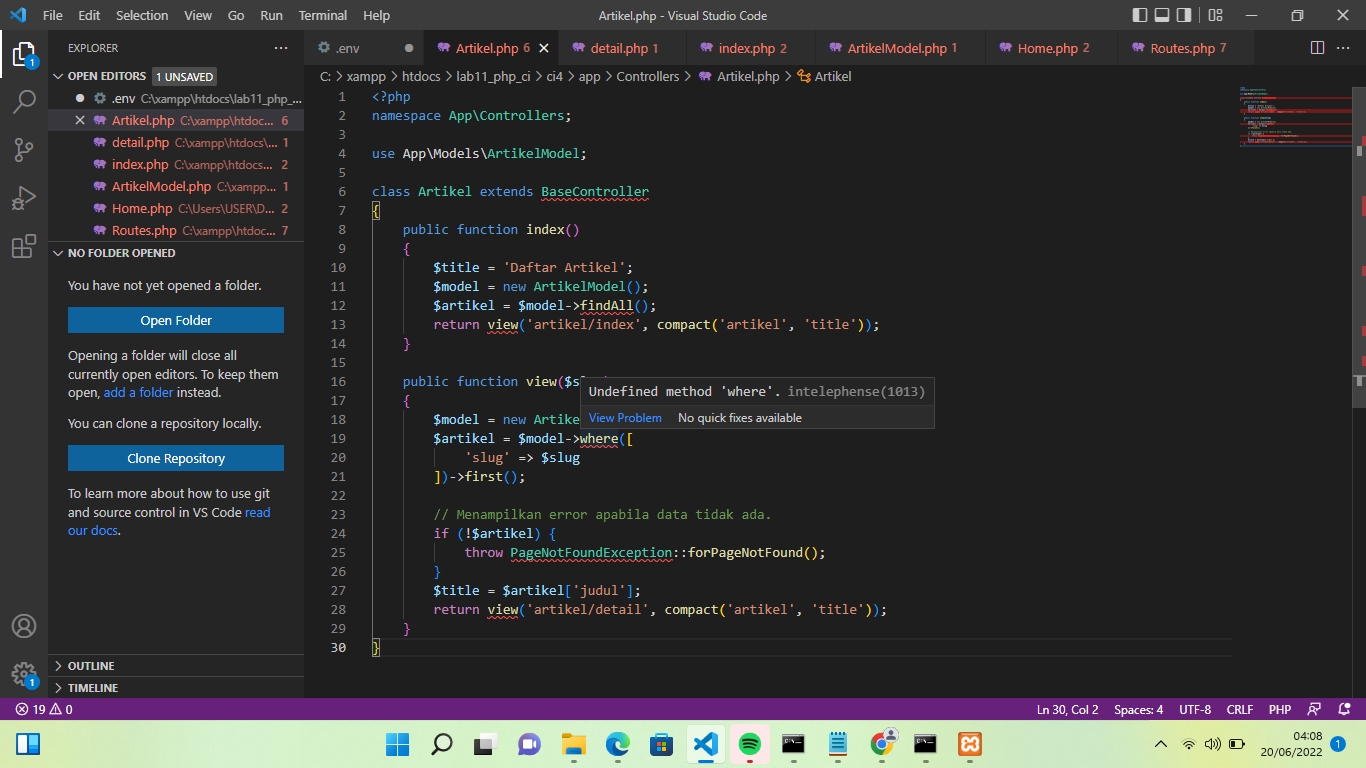 File Edit Selection View Go Run Terminal Help
Artikel.php - Visual Studio Code
EXPLORER
OPEN EDITORS 1 UNSAVED
.env C:\xampp\htdocs\lab11_php_...
Artikel.php C:\xampp\htdoc... 6
detail.php C:\xampp\htdocs\... 1
index.php C:\xampp\htdocs... 2
ArtikelModel.php C:\xampp... 1
Home.php C:\Users\USER\D... 2
Routes.php C:\xampp\htdoc... 7
NO FOLDER OPENED
You have not yet opened a folder.
Open Folder
Opening a folder will close all
currently open editors. To keep them
open, add a folder instead.
You can clone a repository locally.
Clone Repository
To learn more about how to use git
and source control in VS Code read
our docs.
OUTLINE
TIMELINE
.env Artikel.php 6 detail.php 1 index.php 2 ArtikelModel.php 1 Home.php 2 Routes.php 7
C: > xampp > htdocs > lab11_php_ci > ci4 > app > Controllers > Artikel.php > Artikel
1 <?php
2 namespace App\Controllers;
3
4 use App\Models\ArtikelModel;
5
6 class Artikel extends BaseController
7 {
8 public function index()
9 {
10 $title = 'Daftar Artikel';
11 $model = new ArtikelModel();
12 $artikel = $model->findAll();
13 return view('artikel/index', compact('artikel', 'title'));
14 }
15
16 public function view($sl
Undefined method 'where'. intelephense(1013)
View Problem No quick fixes available
17 {
18 $model = new Artike
19 $artikel = $model->where([
20 'slug' => $slug
21 ])->first();
22
23 // Menampilkan error apabila data tidak ada.
24 if (!$artikel) {
25 throw PageNotFoundException::forPageNotFound();
26 }
27 $title = $artikel['judul'];
28 return view('artikel/detail', compact('artikel', 'title'));
29 }
30 }
1
1
19 0
Ln 30, Col 2 Spaces: 4 UTF-8 CRLF PHP
04:08
20/06/2022 1